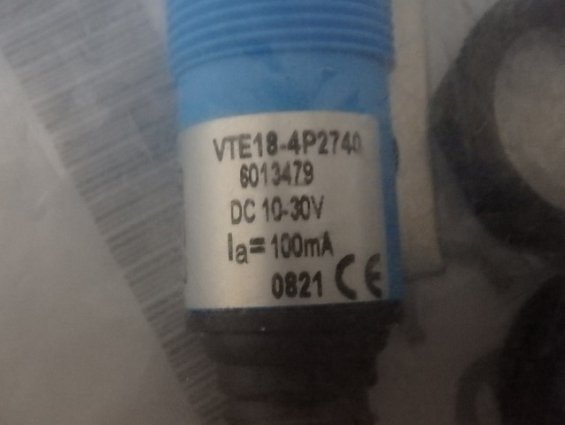 VTE18-4P2740
6013479
DC 10-30V
Ia= 100mA
0821 CE